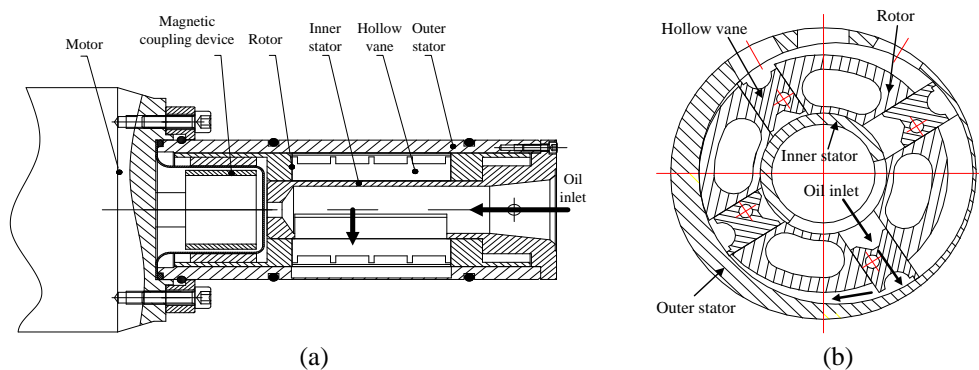 Motor
Magnetic
coupling device
Rotor
Inner
stator
Hollow
vane
Outer
stator
Oil
inlet
(a)
Hollow vane
Rotor
Inner stator
Oil inlet
Outer stator
(b)